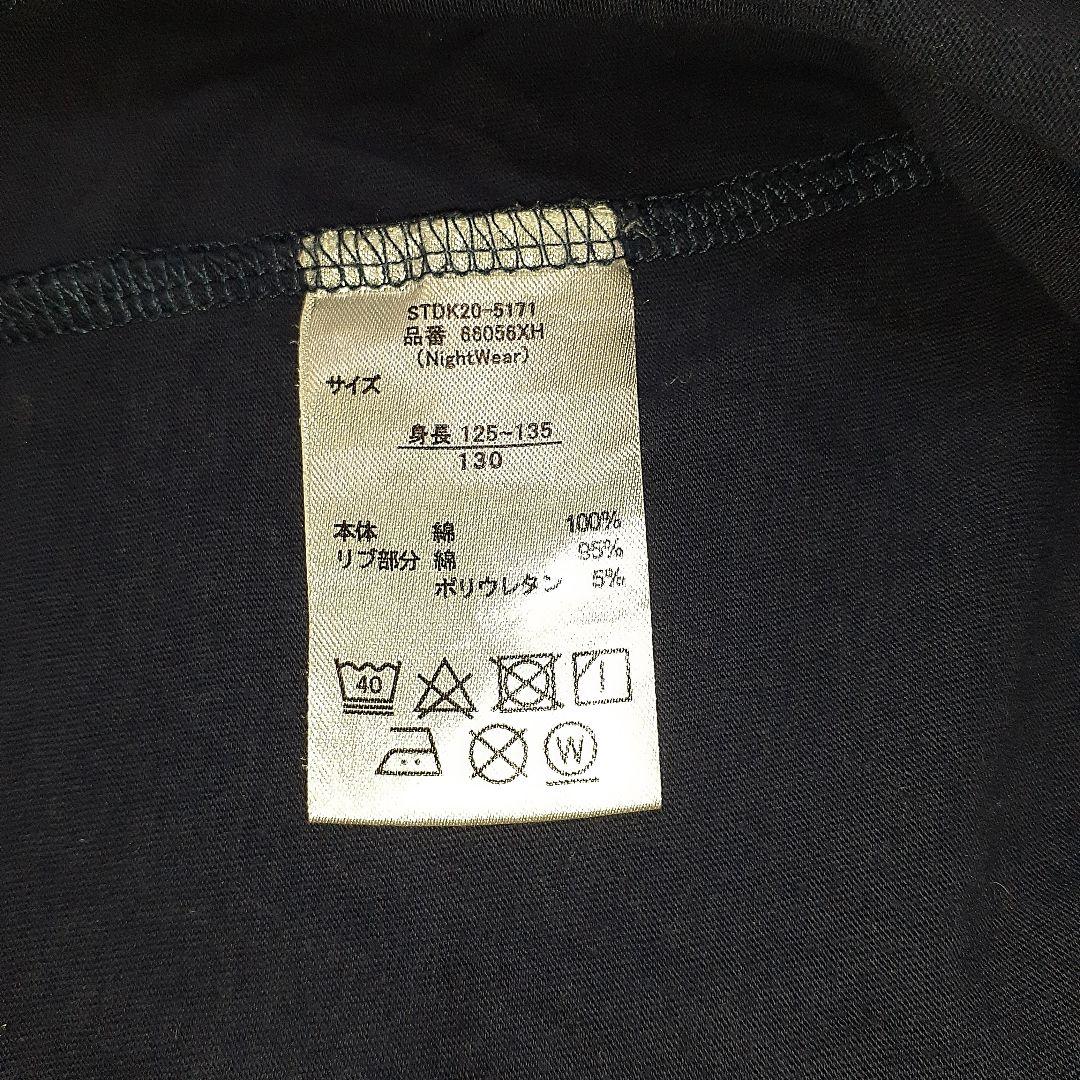 STDK20-5171
品番 66056XH
(NightWear)
サイズ
身長 125~135
130
本体 綿 100%
リブ部分 綿 95%
ポリウレタン 5%
40
W